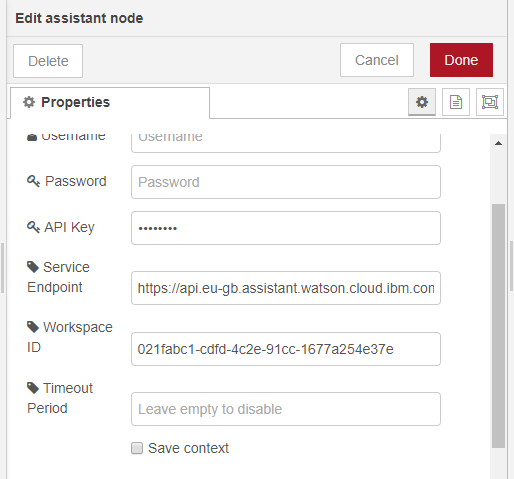 Edit assistant node
Delete
Cancel
Done
Properties
Username
Username
Password
Password
API Key
••••••••
Service
Endpoint
https://api.eu-gb.assistant.watson.cloud.ibm.com
Workspace
ID
021fabc1-cdfd-4c2e-91cc-1677a254e37e
Timeout
Period
Leave empty to disable
Save context